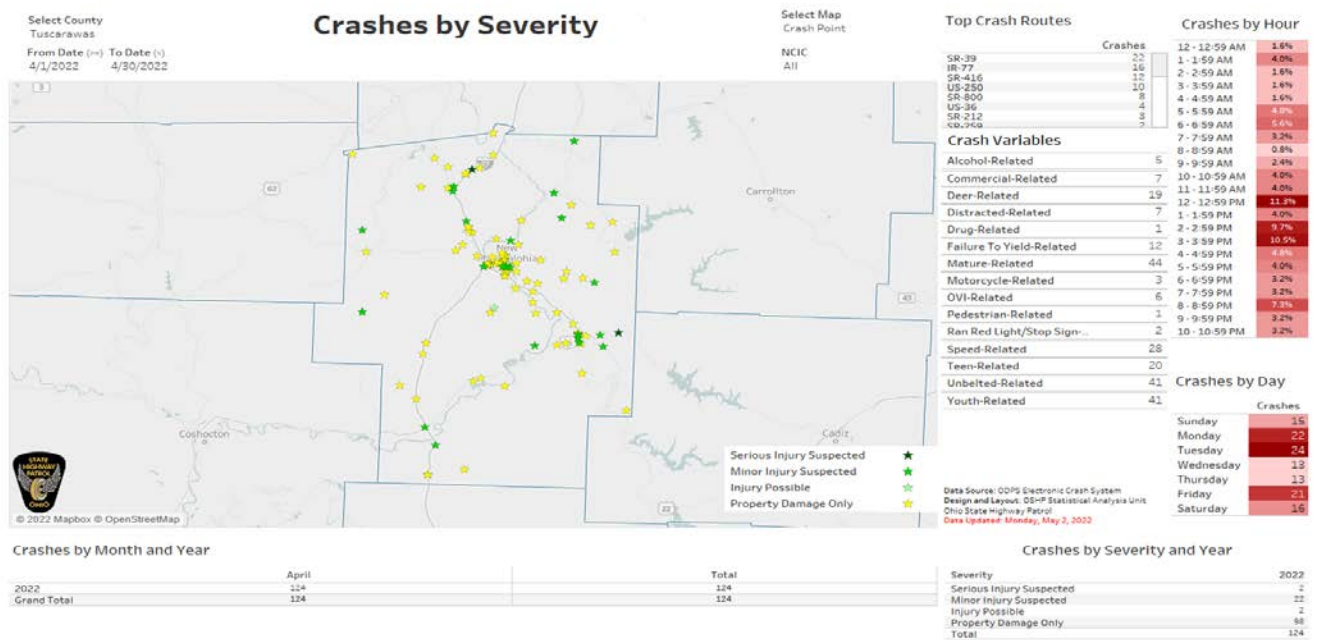 Select County
Tuscarawas
From Date (>=) To Date (<)
4/1/2022 4/30/2022
Crashes by Severity
Select Map
Crash Point
NCIC
All
3
62
Carrollton
New
43
Coshocton
Cadiz
22
STATE
HIGHWAY
PATROL
OHIO
© 2022 Mapbox © OpenStreetMap
Serious Injury Suspected
Minor Injury Suspected
Injury Possible
Property Damage Only
Top Crash Routes
Crashes
SR-39 22
IR-77 16
SR-416 12
US-250 10
SR-800 8
US-36 4
SR-212 3
SR-259 2
Crash Variables
Alcohol-Related 5
Commercial-Related 7
Deer-Related 19
Distracted-Related 7
Drug-Related 1
Failure To Yield-Related 12
Mature-Related 44
Motorcycle-Related 3
OVI-Related 6
Pedestrian-Related 1
Ran Red Light/Stop Sign-.. 2
Speed-Related 28
Teen-Related 20
Unbelted-Related 41
Youth-Related 41
Data Source: ODPS Electronic Crash System
Design and Layout: OSHP Statistical Analysis Unit
Ohio State Highway Patrol
Data Updated: Monday, May 2, 2022
Crashes by Hour
12 - 12:59 AM 1.6%
1 - 1:59 AM 4.0%
2 - 2:59 AM 1.6%
3 - 3:59 AM 1.6%
4 - 4:59 AM 1.6%
5 - 5:59 AM 4.8%
6 - 6:59 AM 5.6%
7 - 7:59 AM 3.2%
8 - 8:59 AM 0.8%
9 - 9:59 AM 2.4%
10 - 10:59 AM 4.0%
11 - 11:59 AM 4.0%
12 - 12:59 PM 11.3%
1 - 1:59 PM 4.0%
2 - 2:59 PM 9.7%
3 - 3:59 PM 10.5%
4 - 4:59 PM 4.8%
5 - 5:59 PM 4.0%
6 - 6:59 PM 3.2%
7 - 7:59 PM 3.2%
8 - 8:59 PM 7.3%
9 - 9:59 PM 3.2%
10 - 10:59 PM 3.2%
Crashes by Day
Crashes
Sunday 15
Monday 22
Tuesday 24
Wednesday 13
Thursday 13
Friday 21
Saturday 16
Crashes by Month and Year
April Total
2022 124 124
Grand Total 124 124
Crashes by Severity and Year
Severity 2022
Serious Injury Suspected 2
Minor Injury Suspected 22
Injury Possible 2
Property Damage Only 98
Total 124